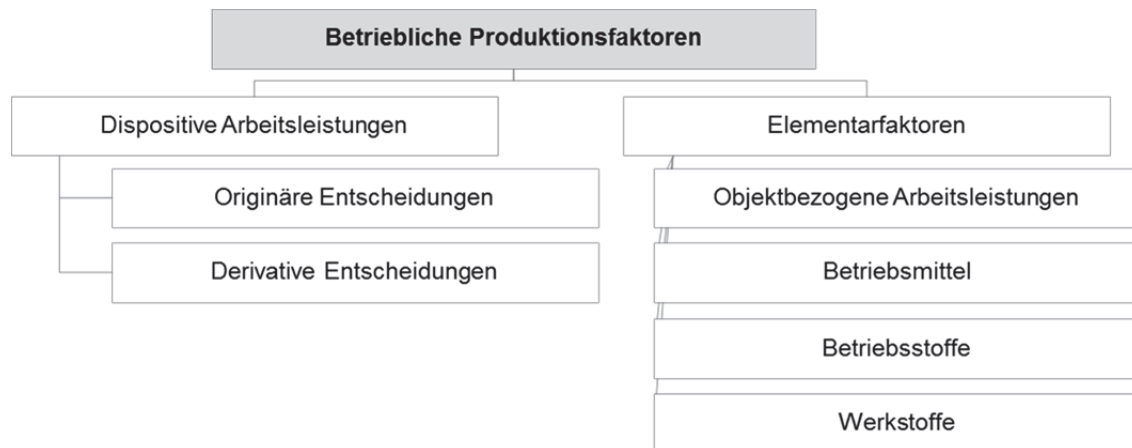 Betriebliche Produktionsfaktoren
Dispositive Arbeitsleistungen
Originäre Entscheidungen
Derivative Entscheidungen
Elementarfaktoren
Objektbezogene Arbeitsleistungen
Betriebsmittel
Betriebsstoffe
Werkstoffe